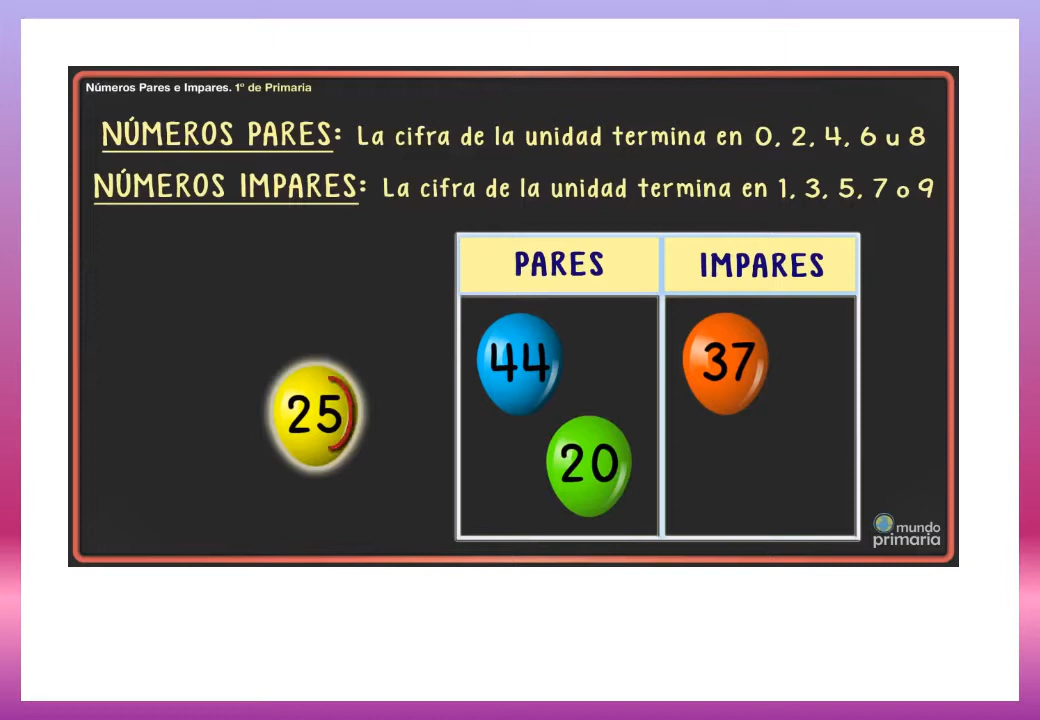 Números Pares e Impares. 1º de Primaria
NÚMEROS PARES: La cifra de la unidad termina en 0, 2, 4, 6 u 8
NÚMEROS IMPARES: La cifra de la unidad termina en 1, 3, 5, 7 o 9
PARES IMPARES
44 37
25
20
mundo
primaria